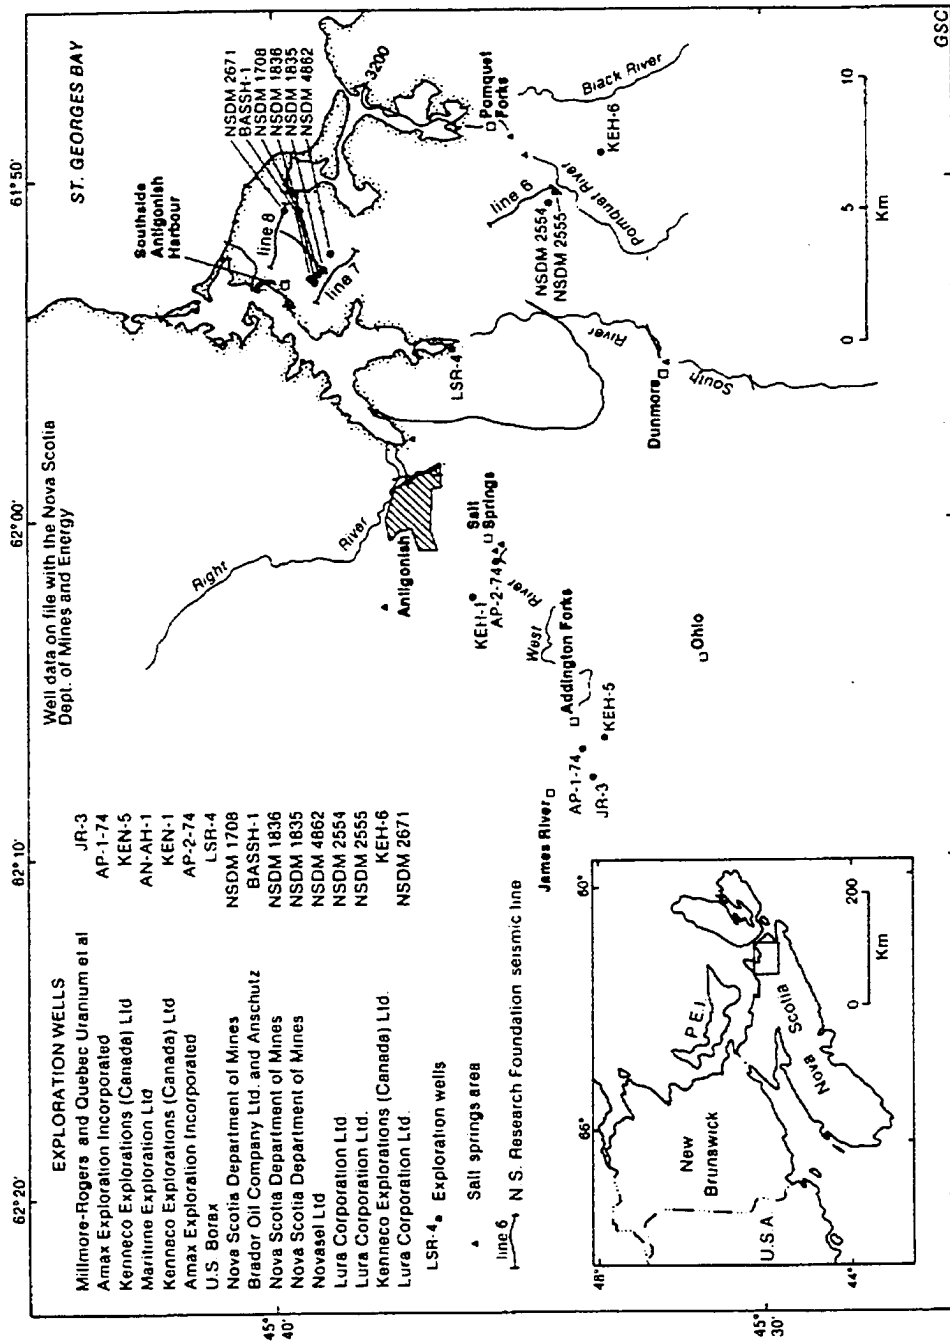 62°20'
62°10'
62°00'
61°50'
EXPLORATION WELLS
Millmore-Rogers and Quebec Uranium et al JR-3
Amax Exploration Incorporated AP-1-74
Kenneco Explorations (Canada) Ltd KEN-5
Maritime Exploration Ltd AN-AH-1
Kennaco Explorations (Canada) Ltd KEN-1
Amax Exploration Incorporated AP-2-74
U.S. Borax LSR-4
Nova Scotia Department of Mines NSDM 1708
Brador Oil Company Ltd. and Anschutz BASSH-1
Nova Scotia Department of Mines NSDM 1836
Nova Scotia Department of Mines NSDM 1835
Novasel Ltd NSDM 4862
Lura Corporation Ltd NSDM 2554
Lura Corporation Ltd. NSDM 2555
Kenneco Explorations (Canada) Ltd. KEH-6
Lura Corporation Ltd. NSDM 2671
LSR-4 Exploration wells
Salt springs area
line 6 N.S. Research Foundation seismic line
Well data on file with the Nova Scotia
Dept. of Mines and Energy
ST. GEORGES BAY
Southside
Antigonish
Harbour
NSDM 2671
BASSH-1
NSDM 1708
NSDM 1836
NSDM 1835
NSDM 4862
line 8
line 7
3200
Right
River
Antigonish
LSR-4
Pomquet
Forks
Salt
Springs
KEH-1
AP-2-74
West
River
line 6
NSDM 2554
NSDM 2555
Pomquet River
Black River
KEH-6
James River
Addington Forks
AP-1-74
JR-3
KEH-5
Ohio
Dunmore
South
River
0
5
10
Km
45°
40'
45°
30'
66°
60°
48°
44°
New
Brunswick
P.E.I
U.S.A
Nova
Scotia
0
200
Km
GSC